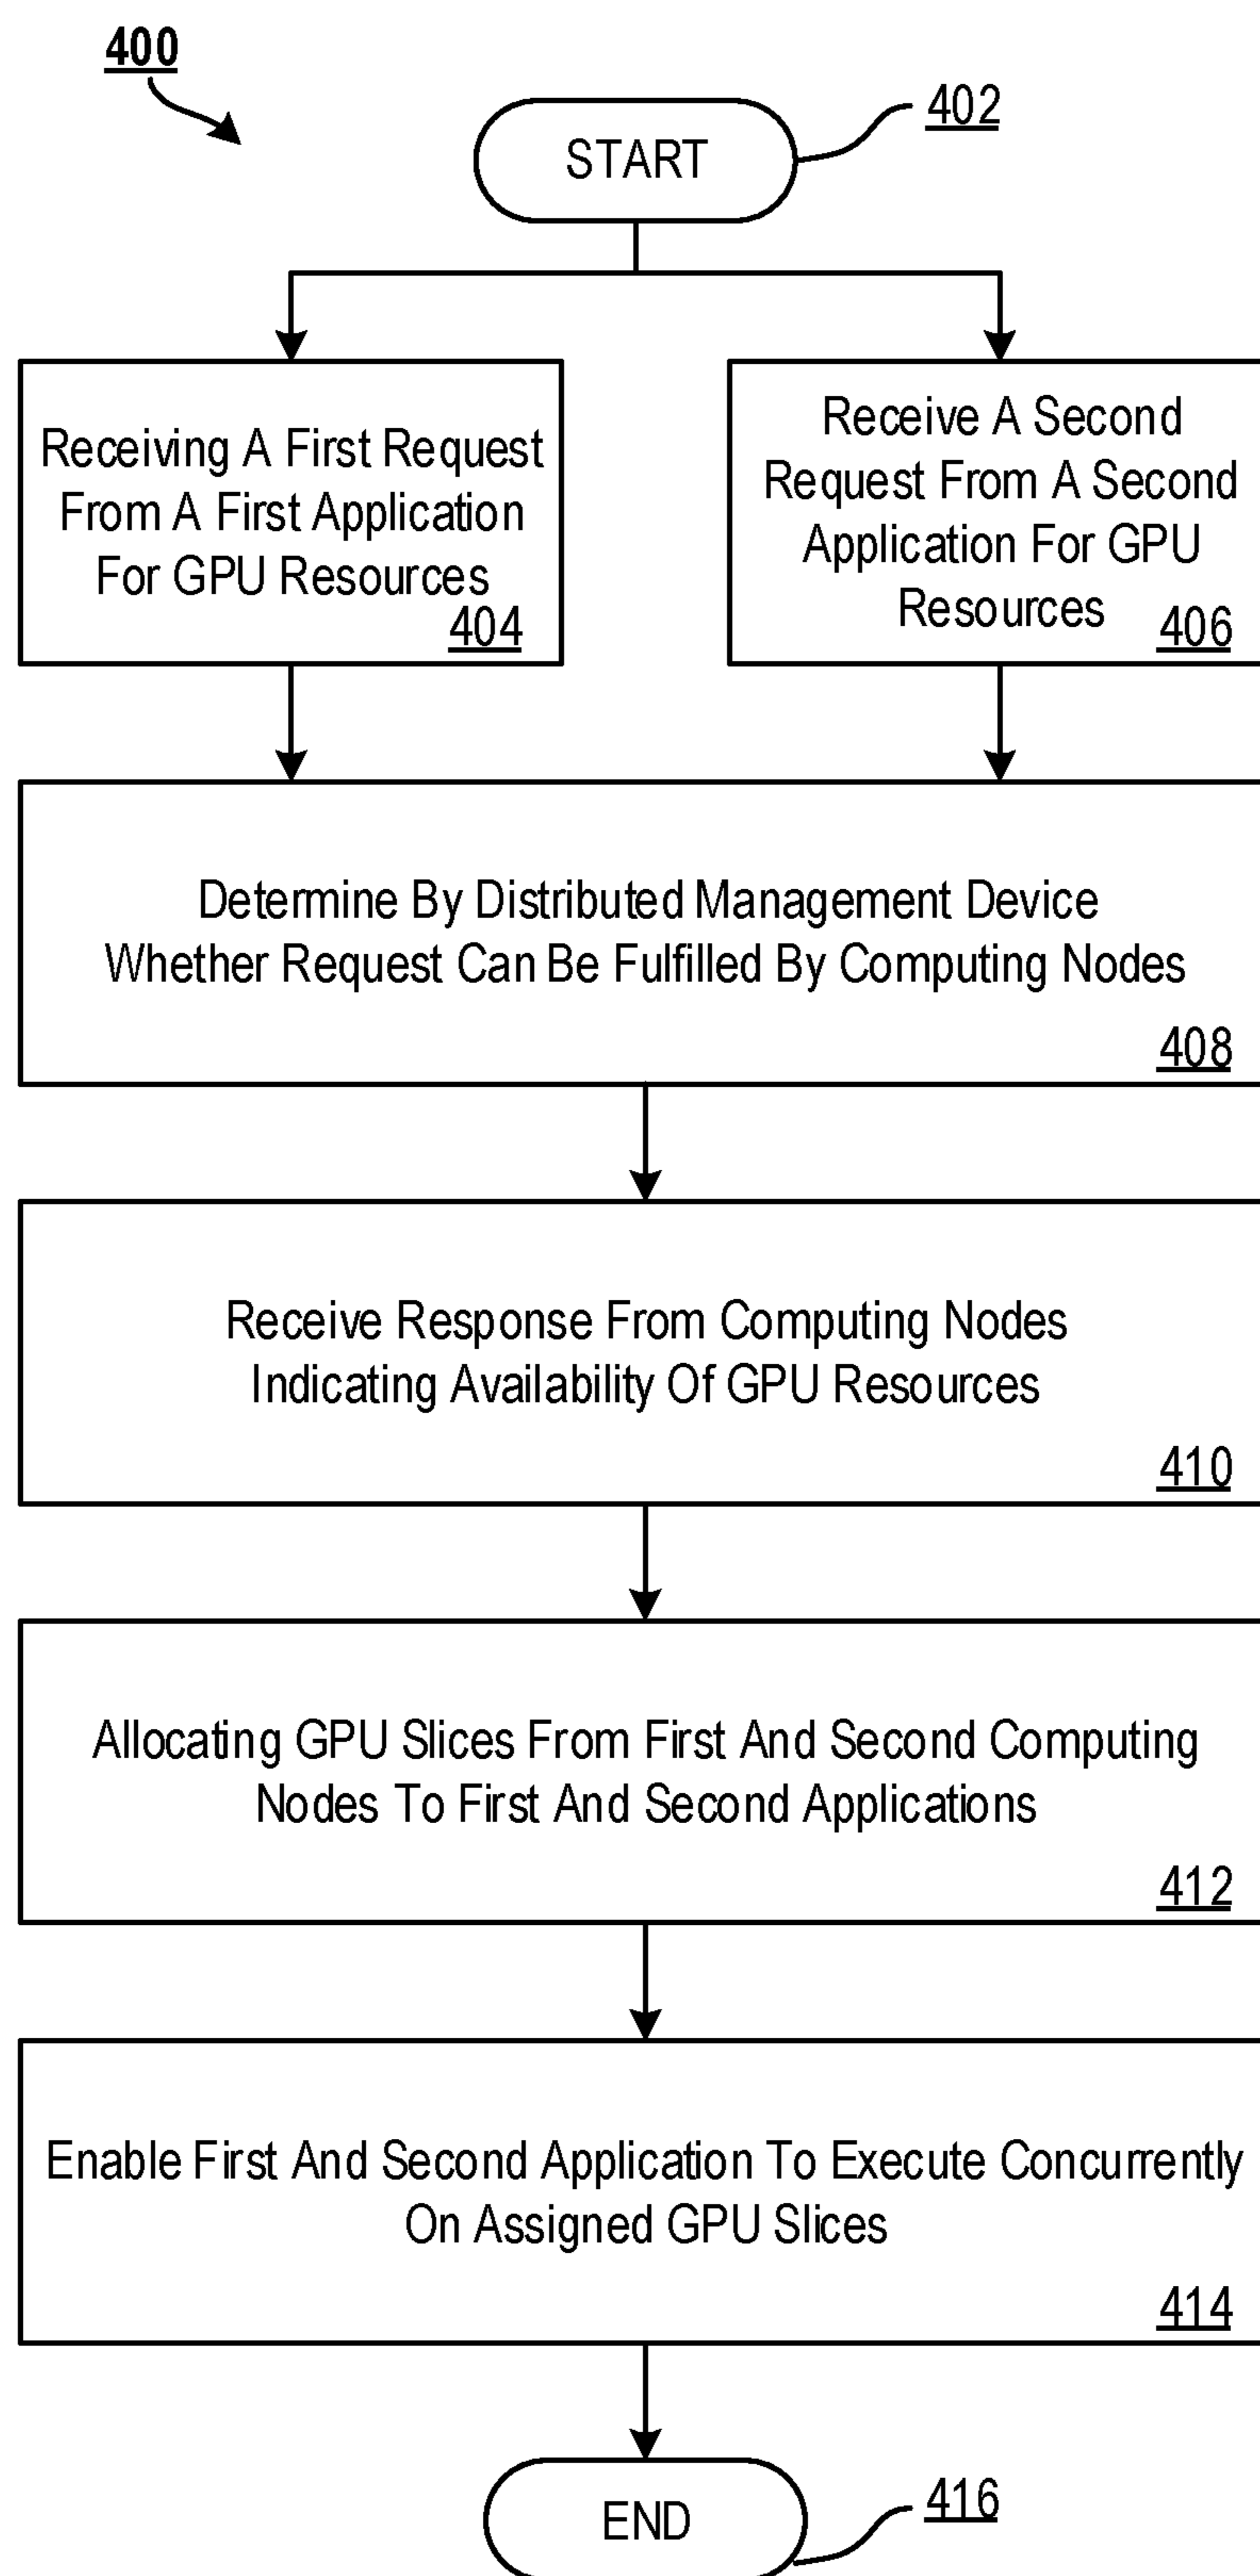 400
402
START
Receiving A First Request
From A First Application
For GPU Resources
404
Receive A Second
Request From A Second
Application For GPU
Resources
406
Determine By Distributed Management Device
Whether Request Can Be Fulfilled By Computing Nodes
408
Receive Response From Computing Nodes
Indicating Availability Of GPU Resources
410
Allocating GPU Slices From First And Second Computing
Nodes To First And Second Applications
412
Enable First And Second Application To Execute Concurrently
On Assigned GPU Slices
414
END
416